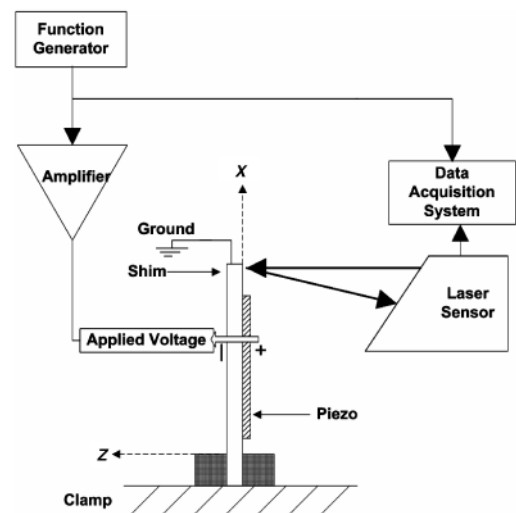 Function
Generator
Amplifier
X
Data
Acquisition
System
Ground
Shim
Laser
Sensor
Applied Voltage
+
Piezo
Z
Clamp